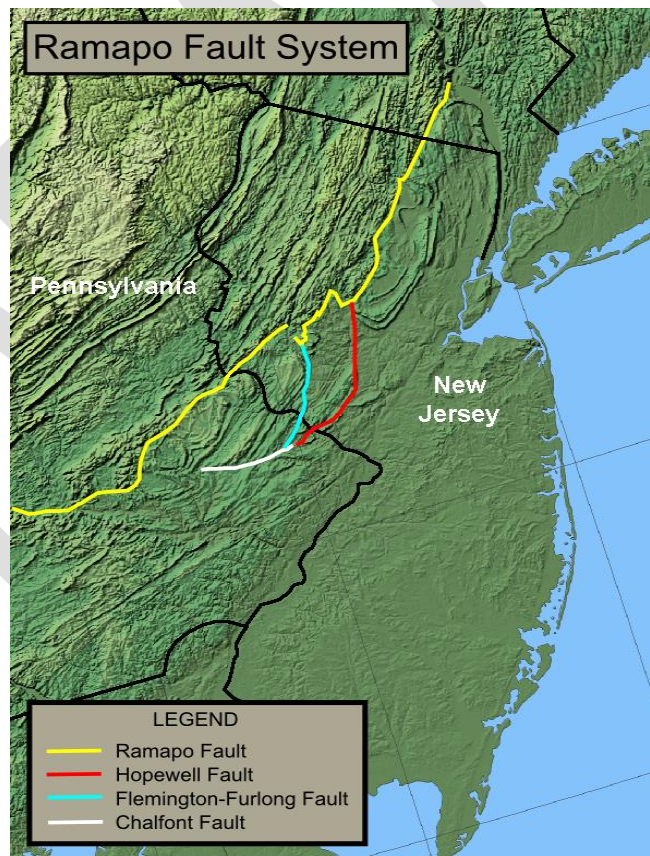 Ramapo Fault System
Pennsylvania
New
Jersey
LEGEND
Ramapo Fault
Hopewell Fault
Flemington-Furlong Fault
Chalfont Fault